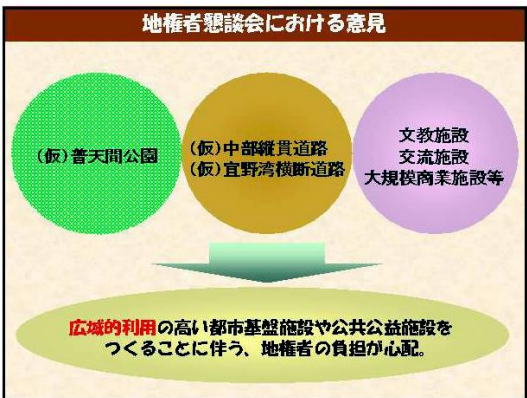 地権者懇談会における意見
(仮)普天間公園
(仮)中部縦貫道路
(仮)宜野湾横断道路
文教施設
交流施設
大規模商業施設等
広域的利用の高い都市基盤施設や公共公益施設を
つくることに伴う、地権者の負担が心配。